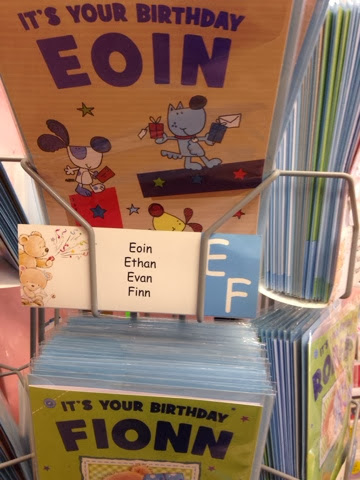 IT'S YOUR BIRTHDAY
EOIN
Eoin
Ethan
Evan
Finn
E
F
IT'S YOUR BIRTHDAY
FIONN